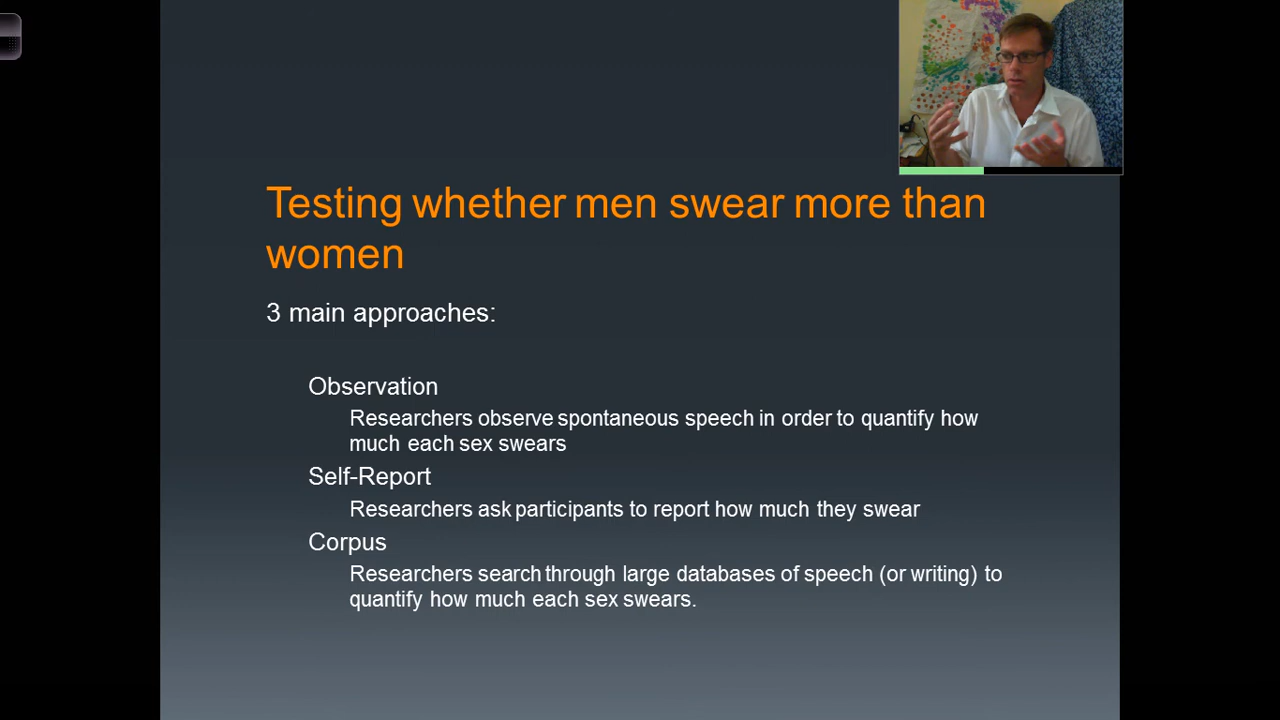 Testing whether men swear more than
women
3 main approaches:
Observation
Researchers observe spontaneous speech in order to quantify how
much each sex swears
Self-Report
Researchers ask participants to report how much they swear
Corpus
Researchers search through large databases of speech (or writing) to
quantify how much each sex swears.